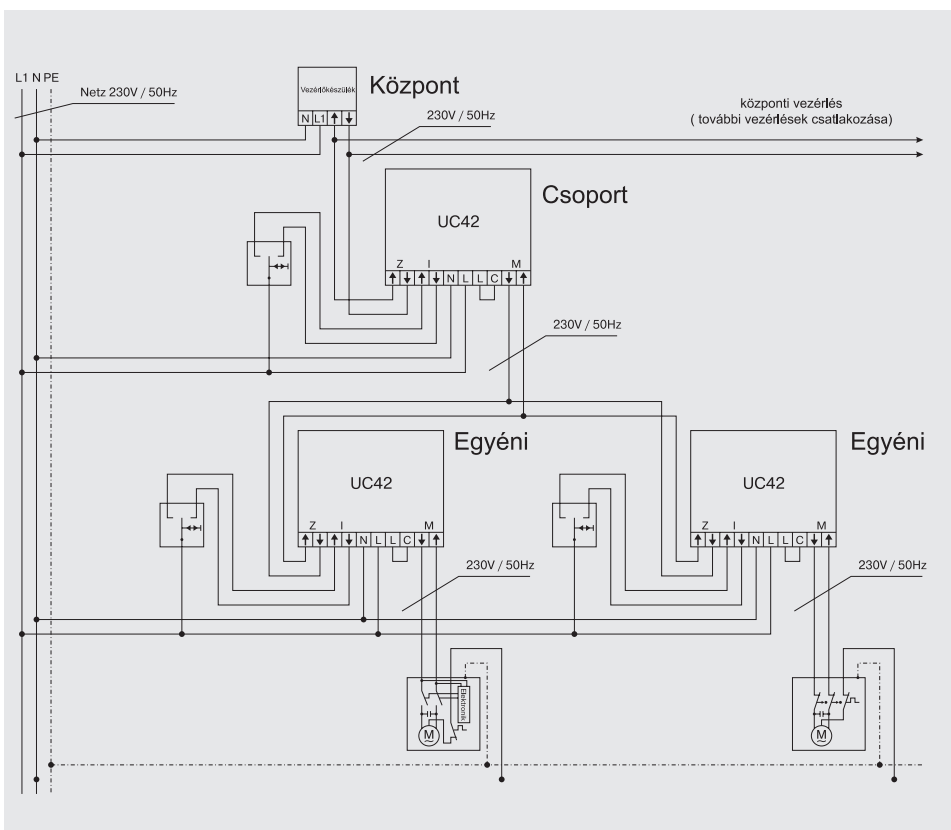 L1 N PE
Netz 230V / 50Hz
Vezérlőkészülék
Központ
N L1
230V / 50Hz
központi vezérlés
( további vezérlések csatlakozása)
Csoport
UC42
Z I M
N L L C
230V / 50Hz
Egyéni
UC42
Z I M
N L L C
230V / 50Hz
Egyéni
UC42
Z I M
N L L C
230V / 50Hz
Elektronik
M
~
M
~